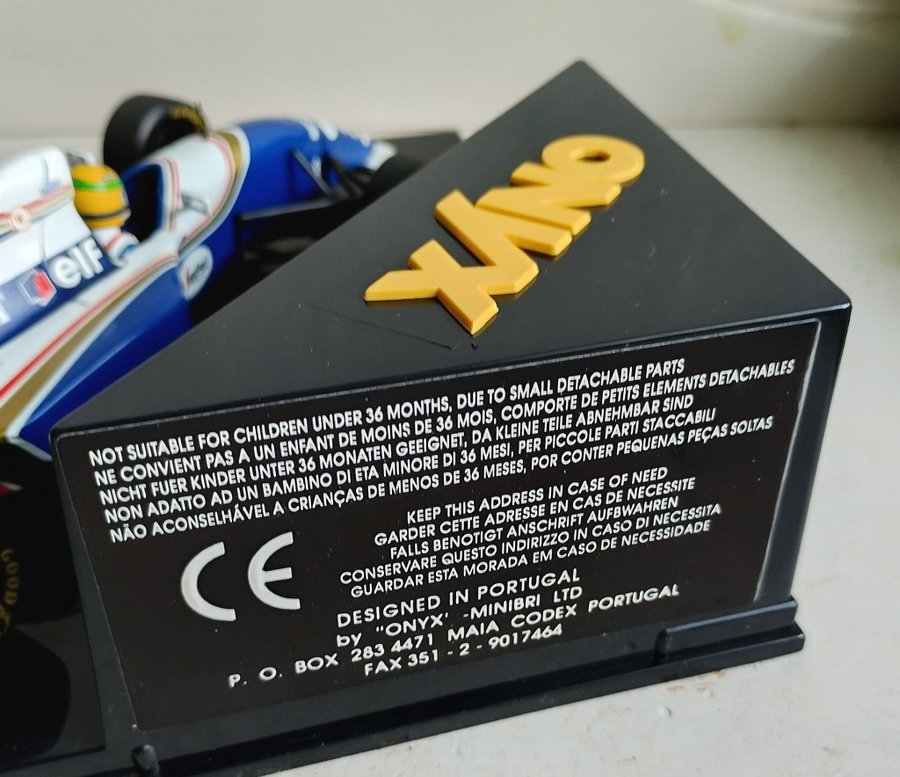 ONYX
elf
NOT SUITABLE FOR CHILDREN UNDER 36 MONTHS, DUE TO SMALL DETACHABLE PARTS
NE CONVIENT PAS A UN ENFANT DE MOINS DE 36 MOIS, COMPORTE DE PETITS ELEMENTS DETACHABLES
NICHT FUER KINDER UNTER 36 MONATEN GEEIGNET, DA KLEINE TEILE ABNEHMBAR SIND
NON ADATTO AD UN BAMBINO DI ETA MINORE DI 36 MESI, PER PICCOLE PARTI STACCABILI
NÃO ACONSELHÁVEL A CRIANÇAS DE MENOS DE 36 MESES, POR CONTER PEQUENAS PEÇAS SOLTAS
KEEP THIS ADDRESS IN CASE OF NEED
GARDER CETTE ADRESSE EN CAS DE NECESSITE
FALLS BENOTIGT ANSCHRIFT AUFBWAHREN
CONSERVARE QUESTO INDIRIZZO IN CASO DI NECESSITA
GUARDAR ESTA MORADA EM CASO DE NECESSIDADE
CE
DESIGNED IN PORTUGAL
by "ONYX' -MINIBRI LTD
P. O. BOX 283 4471 MAIA CODEX PORTUGAL
FAX 351 - 2 - 9017464